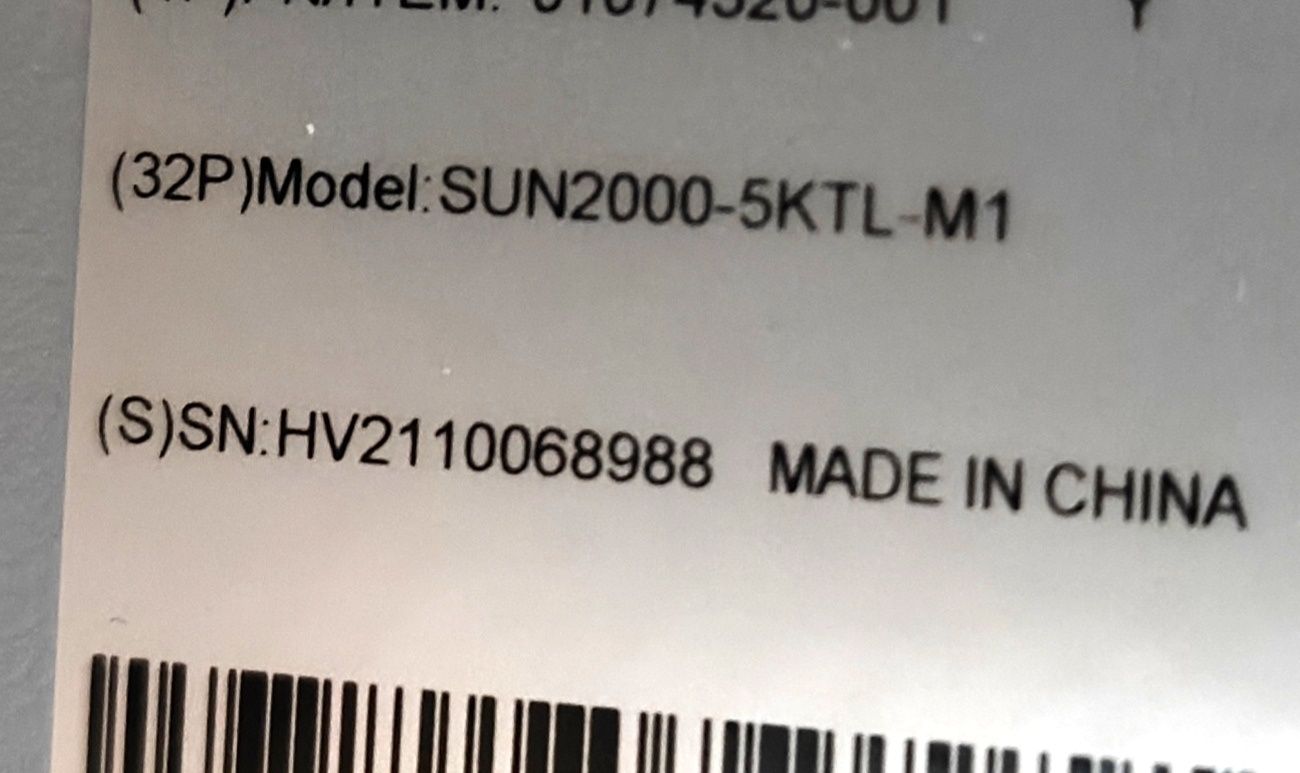 (32P)Model:SUN2000-5KTL-M1
(S)SN:HV2110068988 MADE IN CHINA